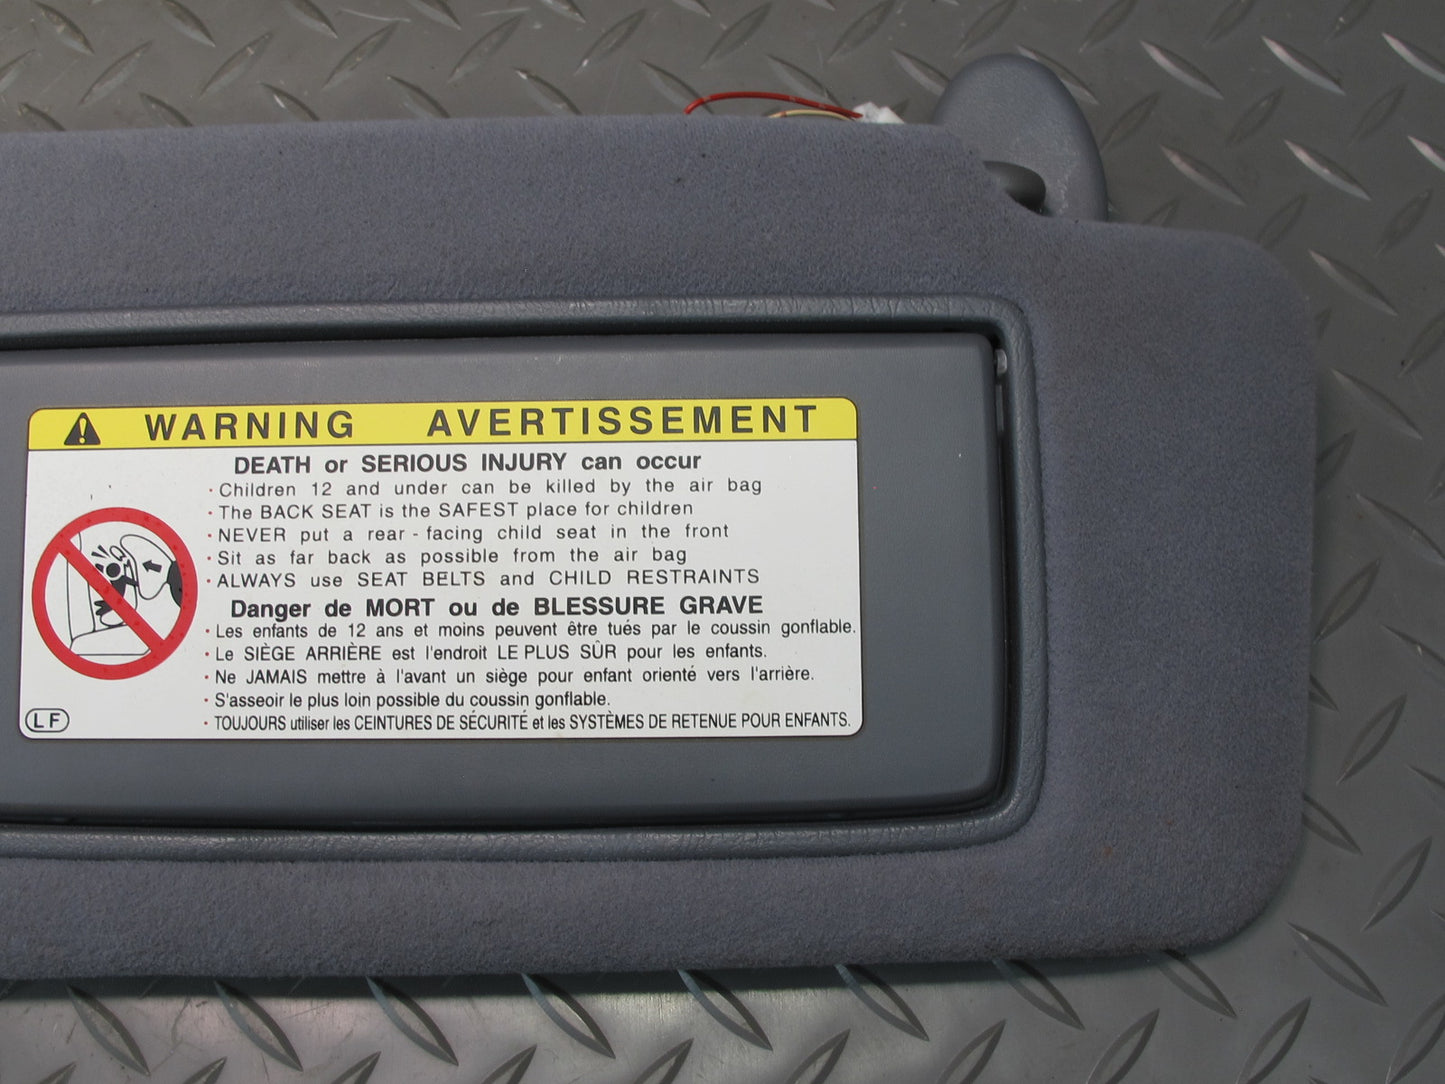 WARNING AVERTISSEMENT
DEATH or SERIOUS INJURY can occur
· Children 12 and under can be killed by the air bag
· The BACK SEAT is the SAFEST place for children
· NEVER put a rear-facing child seat in the front
· Sit as far back as possible from the air bag
· ALWAYS use SEAT BELTS and CHILD RESTRAINTS
Danger de MORT ou de BLESSURE GRAVE
· Les enfants de 12 ans et moins peuvent être tués par le coussin gonflable.
· Le SIÈGE ARRIÈRE est l'endroit LE PLUS SÛR pour les enfants.
· Ne JAMAIS mettre à l'avant un siège pour enfant orienté vers l'arrière.
· S'asseoir le plus loin possible du coussin gonflable.
· TOUJOURS utiliser les CEINTURES DE SÉCURITÉ et les SYSTÈMES DE RETENUE POUR ENFANTS.
LF